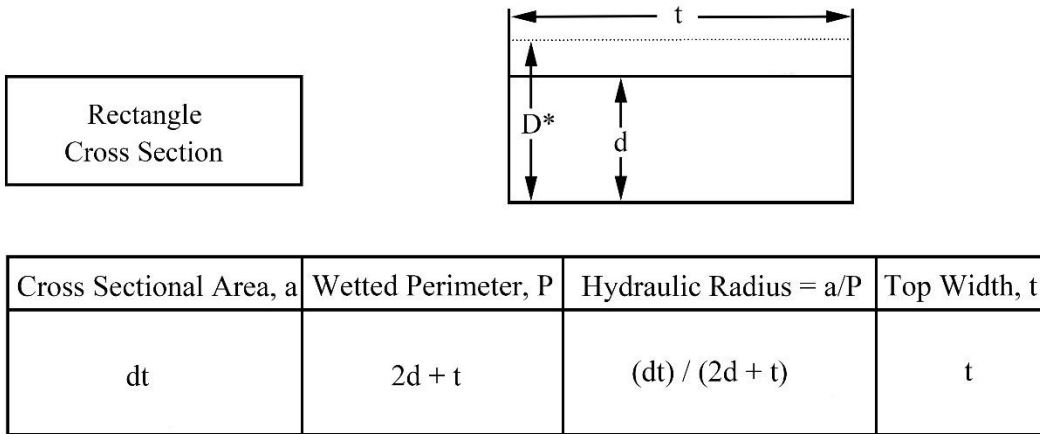 t
Rectangle
Cross Section
D*
d
Cross Sectional Area, a
Wetted Perimeter, P
Hydraulic Radius = a/P
Top Width, t
dt
2d + t
(dt) / (2d + t)
t